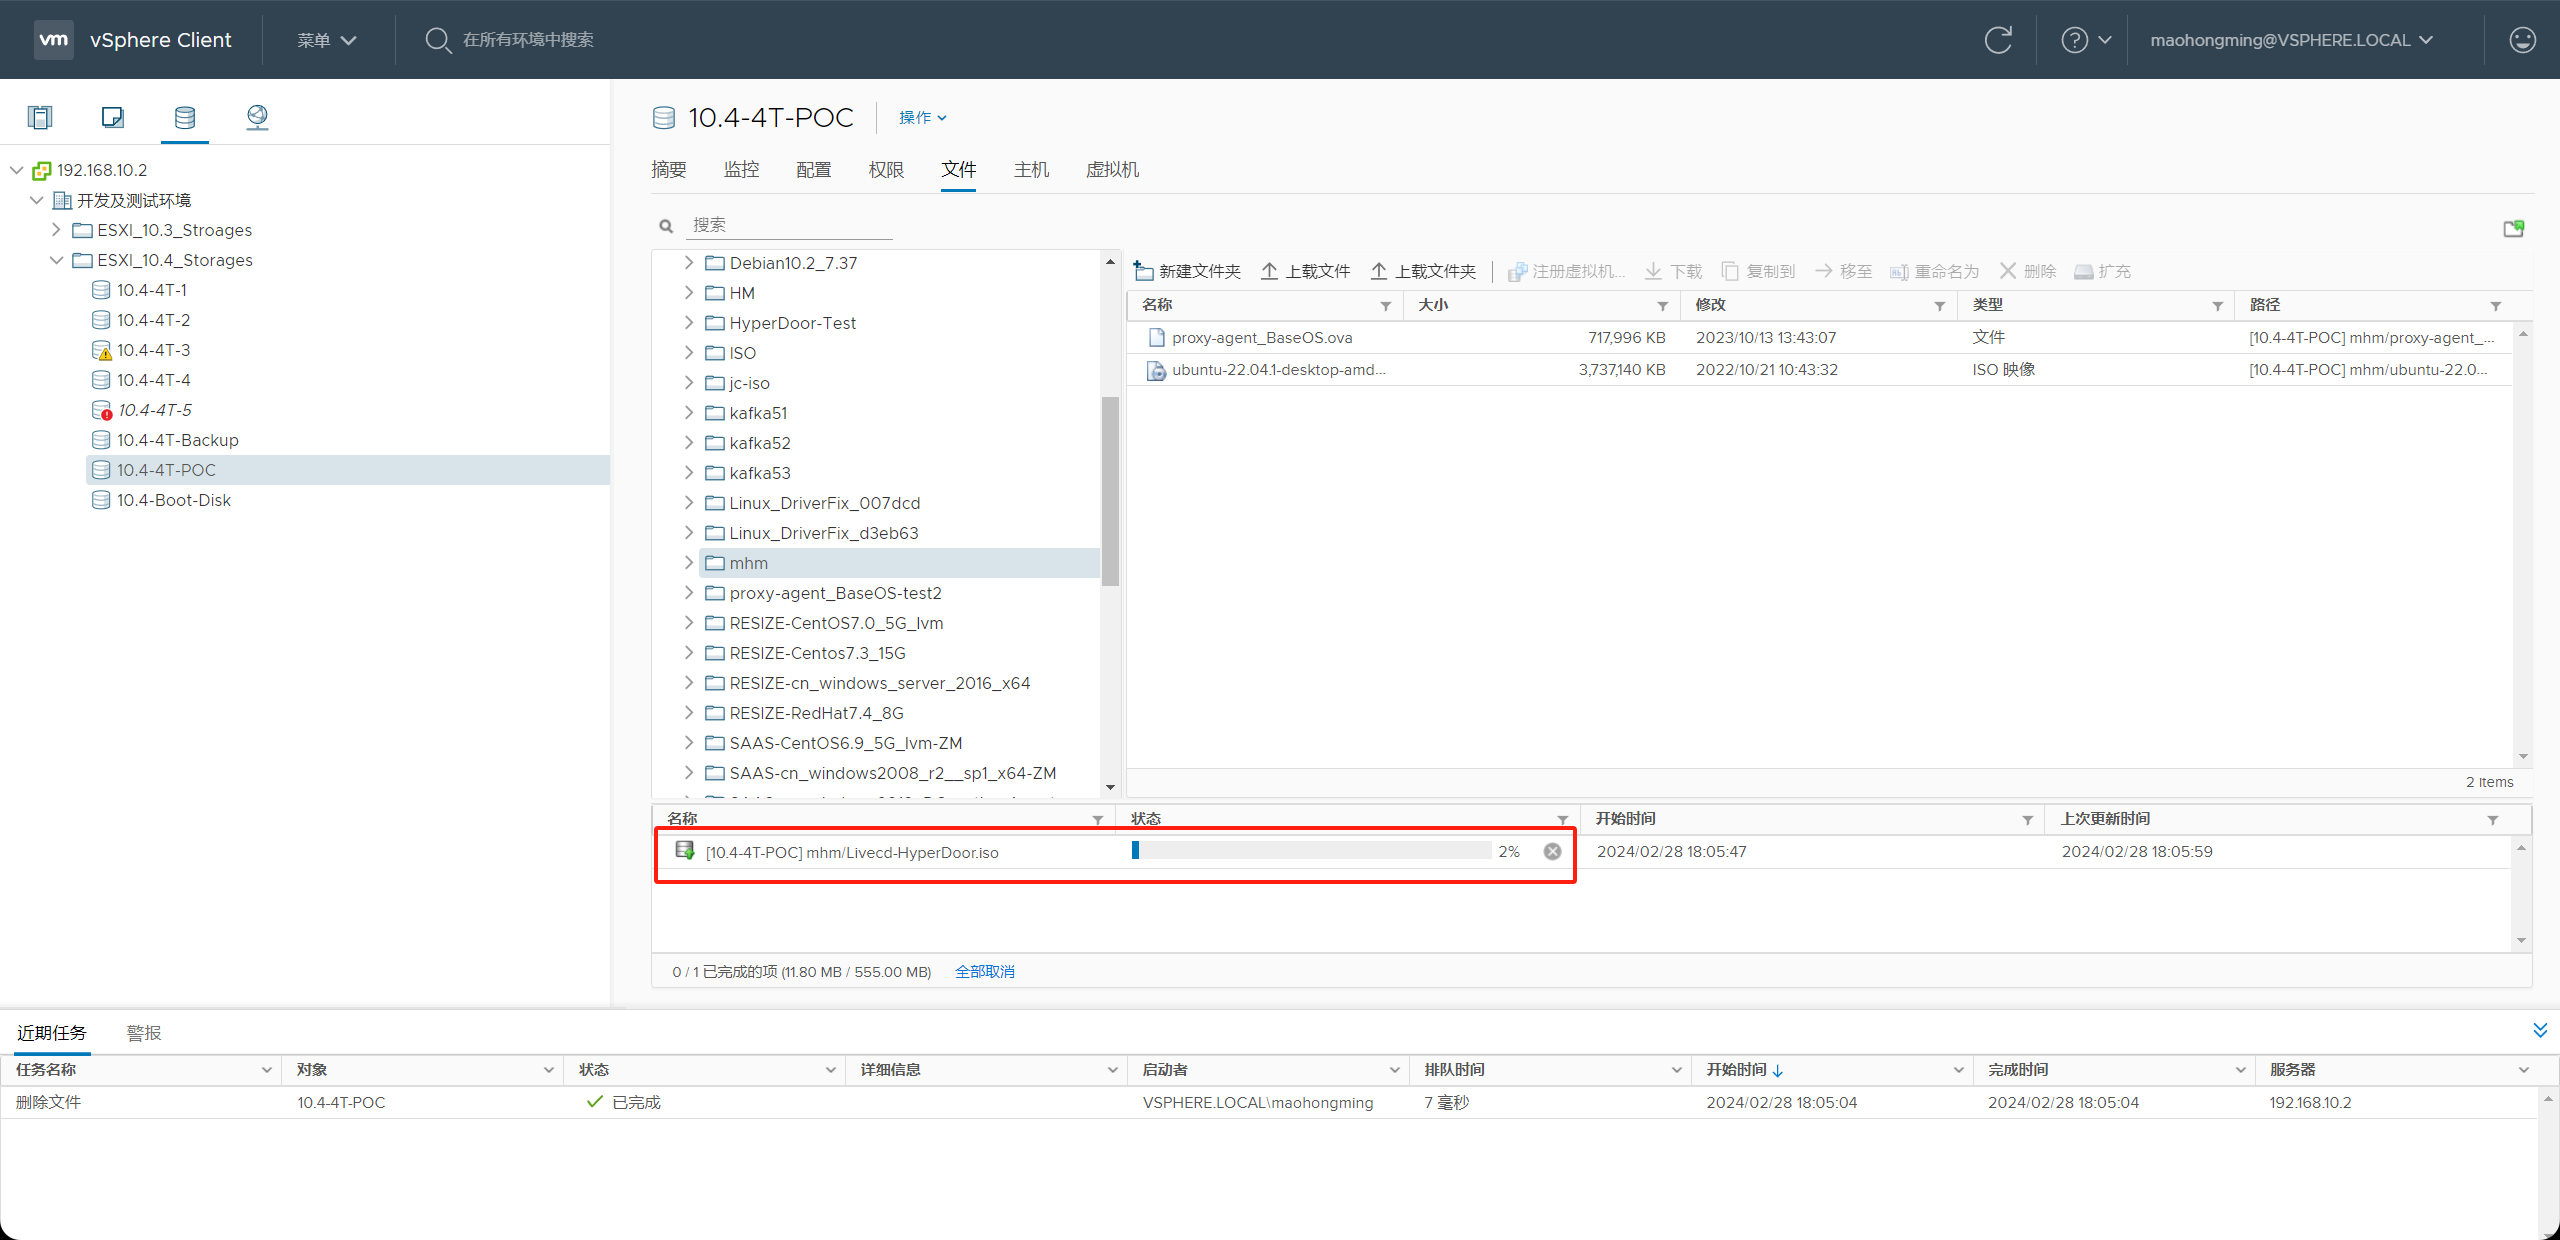 vm vSphere Client 菜单 在所有环境中搜索 maohongming@VSPHERE.LOCAL
192.168.10.2
开发及测试环境
ESXI_10.3_Stroages
ESXI_10.4_Storages
10.4-4T-1
10.4-4T-2
10.4-4T-3
10.4-4T-4
10.4-4T-5
10.4-4T-Backup
10.4-4T-POC
10.4-Boot-Disk
10.4-4T-POC 操作
摘要 监控 配置 权限 文件 主机 虚拟机
搜索
Debian10.2_7.37
HM
HyperDoor-Test
ISO
jc-iso
kafka51
kafka52
kafka53
Linux_DriverFix_007dcd
Linux_DriverFix_d3eb63
mhm
proxy-agent_BaseOS-test2
RESIZE-CentOS7.0_5G_lvm
RESIZE-Centos7.3_15G
RESIZE-cn_windows_server_2016_x64
RESIZE-RedHat7.4_8G
SAAS-CentOS6.9_5G_lvm-ZM
SAAS-cn_windows2008_r2__sp1_x64-ZM
新建文件夹 上载文件 上载文件夹 注册虚拟机... 下载 复制到 移至 重命名为 删除 扩充
名称 大小 修改 类型 路径
proxy-agent_BaseOS.ova 717,996 KB 2023/10/13 13:43:07 文件 [10.4-4T-POC] mhm/proxy-agent_...
ubuntu-22.04.1-desktop-amd... 3,737,140 KB 2022/10/21 10:43:32 ISO 映像 [10.4-4T-POC] mhm/ubuntu-22.0...
2 items
名称 状态 开始时间 上次更新时间
[10.4-4T-POC] mhm/Livecd-HyperDoor.iso 2% 2024/02/28 18:05:47 2024/02/28 18:05:59
0 / 1 已完成的项 (11.80 MB / 555.00 MB) 全部取消
近期任务 警报
任务名称 对象 状态 详细信息 启动者 排队时间 开始时间 完成时间 服务器
删除文件 10.4-4T-POC 已完成 VSPHERE.LOCAL\maohongming 7 毫秒 2024/02/28 18:05:04 2024/02/28 18:05:04 192.168.10.2